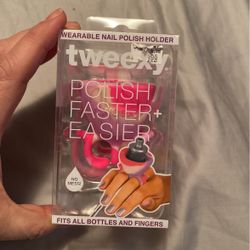 WEARABLE NAIL POLISH HOLDER
tweexy
POLISH
FASTER+
EASIER
NO
MESS!
FITS ALL BOTTLES AND FINGERS